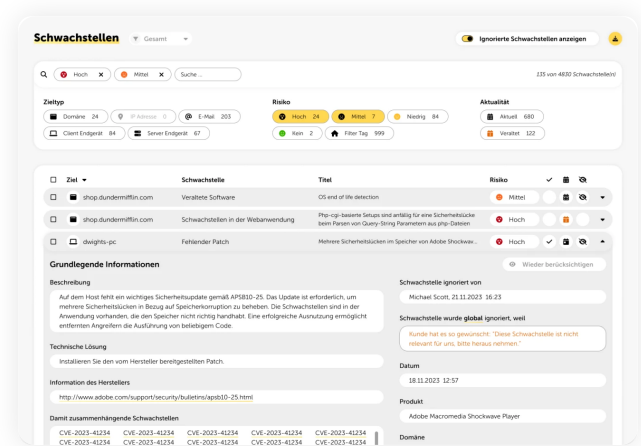 Schwachstellen
Gesamt
Ignorierte Schwachstellen anzeigen
Hoch x Mittel x Suche ...
135 von 4830 Schwachstelle(n)
Zieltyp Risiko Aktualität
Domäne 24 IP Adresse 0 @ E-Mail 203 Hoch 24 Mittel 7 Niedrig 84 Aktuell 680
Client Endgerät 84 Server Endgerät 67 Kein 2 Filter Tag 999 Veraltet 122
Ziel Schwachstelle Titel Risiko
shop.dundermifflin.com Veraltete Software OS end of life detection Mittel
shop.dundermifflin.com Schwachstellen in der Webanwendung Php-cgi-basierte Setups sind anfällig für eine Sicherheitslücke
beim Parsen von Query-String Parametern aus php-Dateien Hoch
dwights-pc Fehlender Patch Mehrere Sicherheitslücken im Speicher von Adobe Shockwav... Hoch
Grundlegende Informationen
Wieder berücksichtigen
Beschreibung
Auf dem Host fehlt ein wichtiges Sicherheitsupdate gemäß APSB10-25. Das Update ist erforderlich, um
mehrere Sicherheitslücken in Bezug auf Speicherkorruption zu beheben. Die Schwachstellen sind in der
Anwendung vorhanden, die den Speicher nicht richtig handhabt. Eine erfolgreiche Ausnutzung ermöglicht
entfernten Angreifern die Ausführung von beliebigem Code.
Technische Lösung
Installieren Sie den vom Hersteller bereitgestellten Patch.
Information des Herstellers
http://www.adobe.com/support/security/bulletins/apsb10-25.html
Damit zusammenhängende Schwachstellen
CVE-2023-41234 CVE-2023-41234 CVE-2023-41234 CVE-2023-41234 CVE-2023-41234
CVE-2023-41234 CVE-2023-41234 CVE-2023-41234 CVE-2023-41234 CVE-2023-41234
Schwachstelle ignoriert von
Michael Scott, 21.11.2023 16:23
Schwachstelle wurde global ignoriert, weil
Kunde hat es so gewünscht: "Diese Schwachstelle ist nicht
relevant für uns, bitte heraus nehmen."
Datum
18.11.2023 12:57
Produkt
Adobe Macromedia Shockwave Player
Domäne